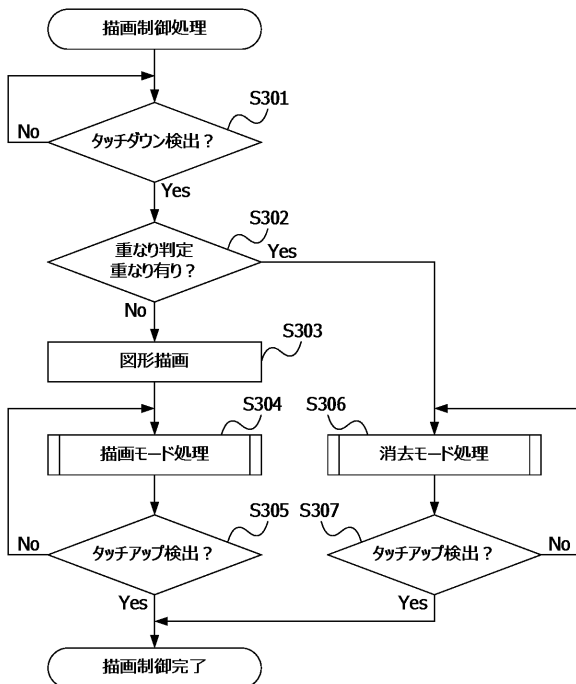 描画制御処理
S301
No
タッチダウン検出?
Yes
S302
重なり判定
重なり有り?
Yes
No
S303
図形描画
S304
S306
描画モード処理
消去モード処理
S305
S307
No
タッチアップ検出?
タッチアップ検出?
No
Yes
Yes
描画制御完了